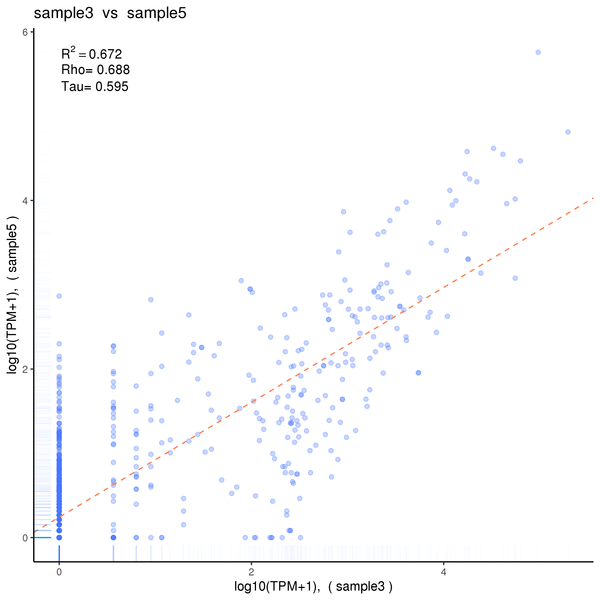 sample3 vs sample5
R² = 0.672
Rho= 0.688
Tau= 0.595
6
4
2
0
log10(TPM+1), ( sample5 )
0
2
4
log10(TPM+1), ( sample3 )